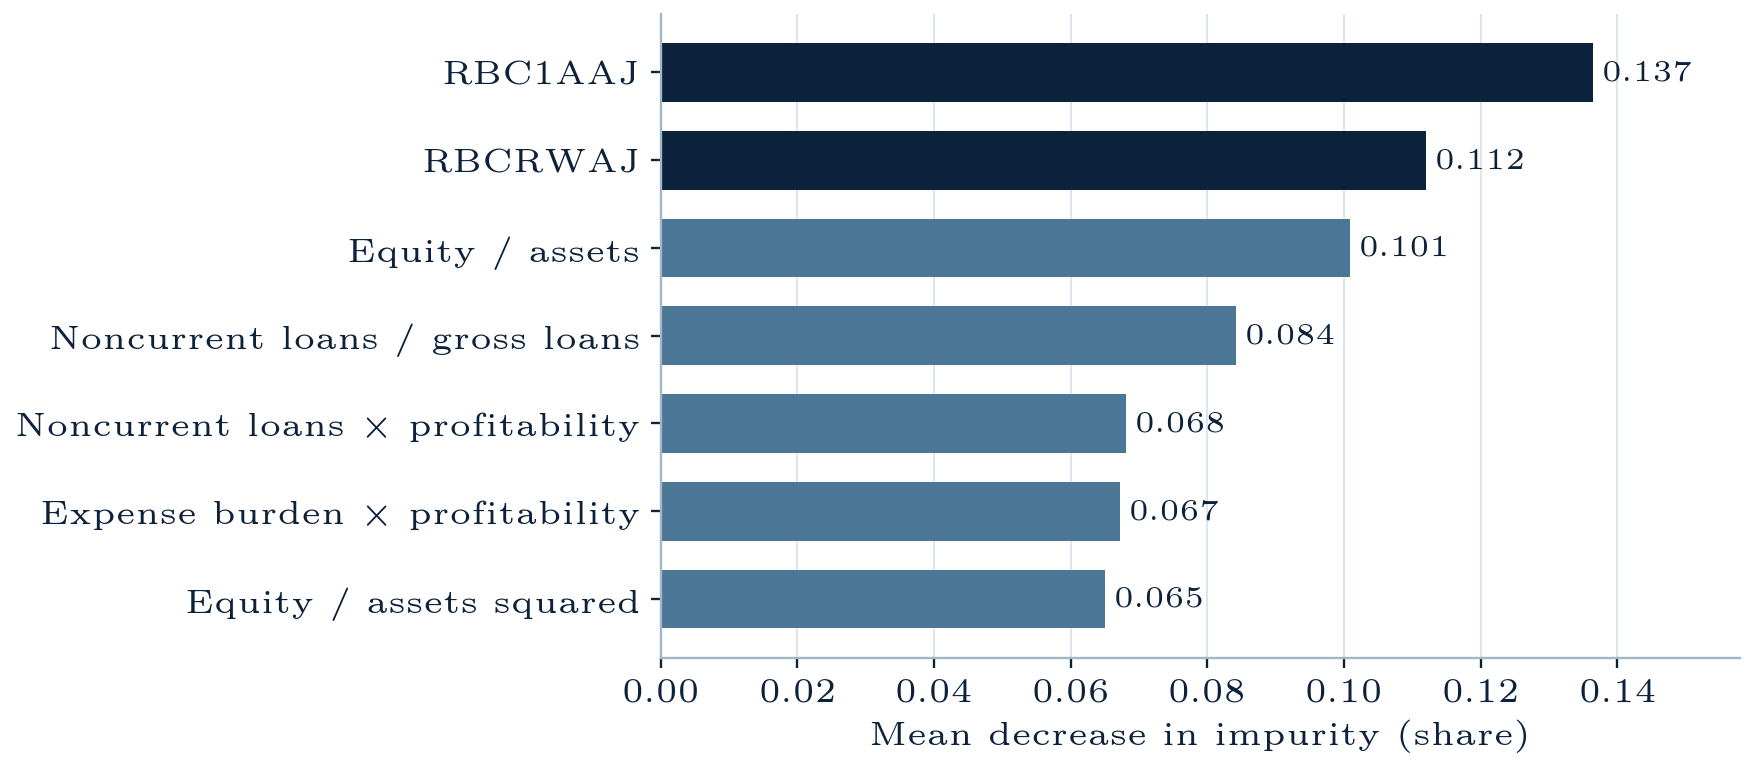 RBC1AAJ 0.137
RBCRWAJ 0.112
Equity / assets 0.101
Noncurrent loans / gross loans 0.084
Noncurrent loans × profitability 0.068
Expense burden × profitability 0.067
Equity / assets squared 0.065
0.00 0.02 0.04 0.06 0.08 0.10 0.12 0.14
Mean decrease in impurity (share)